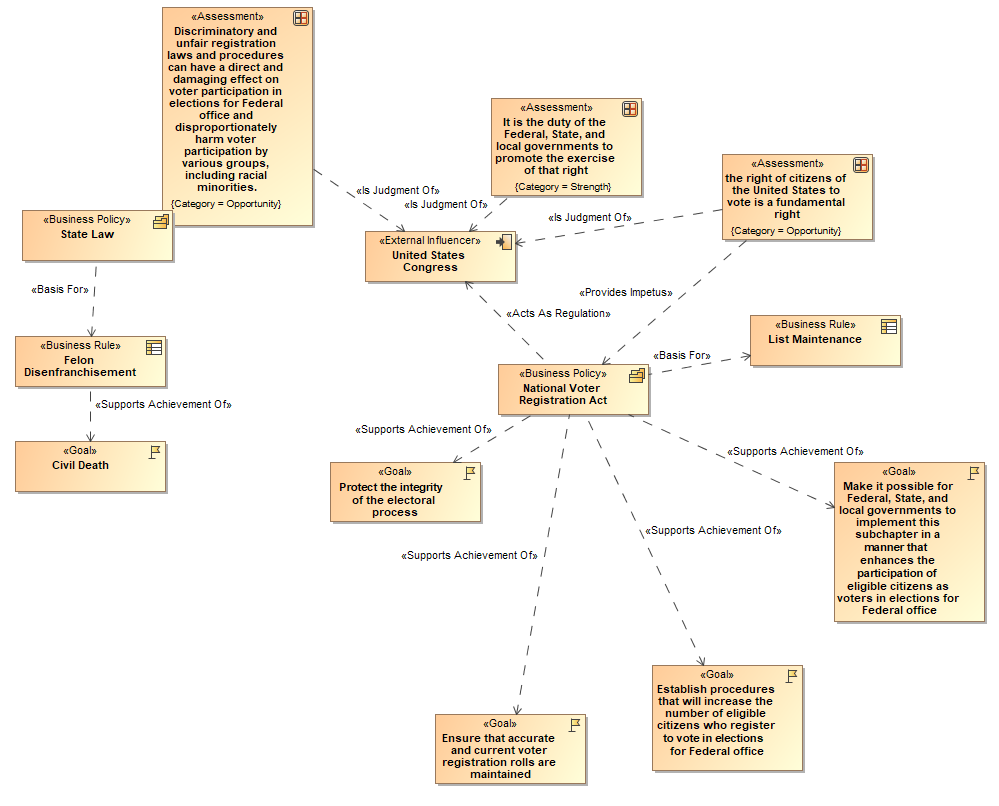 «Assessment»
Discriminatory and
unfair registration
laws and procedures
can have a direct and
damaging effect on
voter participation in
elections for Federal
office and
disproportionately
harm voter
participation by
various groups,
including racial
minorities.
{Category = Opportunity}
«Assessment»
It is the duty of the
Federal, State, and
local governments to
promote the exercise
of that right
{Category = Strength}
«Assessment»
the right of citizens of
the United States to
vote is a fundamental
right
{Category = Opportunity}
«Is Judgment Of»
«Is Judgment Of»
«Is Judgment Of»
«Business Policy»
State Law
«External Influencer»
United States
Congress
«Basis For»
«Provides Impetus»
«Acts As Regulation»
«Business Rule»
List Maintenance
«Business Rule»
Felon
Disenfranchisement
«Basis For»
«Business Policy»
National Voter
Registration Act
«Supports Achievement Of»
«Supports Achievement Of»
«Supports Achievement Of»
«Goal»
Civil Death
«Goal»
Protect the integrity
of the electoral
process
«Goal»
Make it possible for
Federal, State, and
local governments to
implement this
subchapter in a
manner that
enhances the
participation of
eligible citizens as
voters in elections for
Federal office
«Supports Achievement Of»
«Supports Achievement Of»
«Goal»
Establish procedures
that will increase the
number of eligible
citizens who register
to vote in elections
for Federal office
«Goal»
Ensure that accurate
and current voter
registration rolls are
maintained